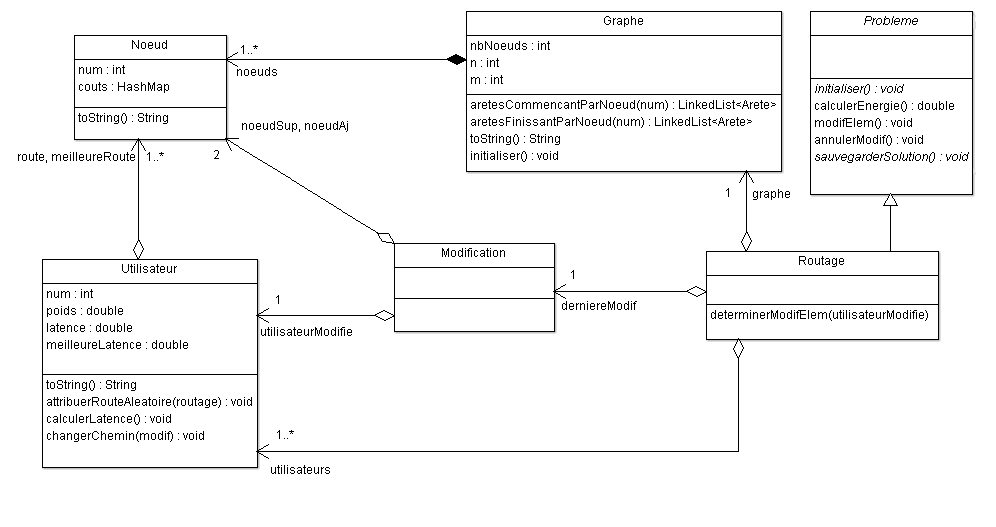 Noeud
num : int
couts : HashMap
toString() : String
1..*
noeuds
Graphe
nbNoeuds : int
n : int
m : int
aretesCommencantParNoeud(num) : LinkedList<Arete>
aretesFinissantParNoeud(num) : LinkedList<Arete>
toString() : String
initialiser() : void
Probleme
initialiser() : void
calculerEnergie() : double
modifElem() : void
annulerModif() : void
sauvegarderSolution() : void
route, meilleureRoute
1..*
2
noeudSup, noeudAj
1
graphe
Utilisateur
num : int
poids : double
latence : double
meilleureLatence : double
toString() : String
attribuerRouteAleatoire(routage) : void
calculerLatence() : void
changerChemin(modif) : void
1
utilisateurModifie
Modification
1
derniereModif
Routage
determinerModifElem(utilisateurModifie)
1..*
utilisateurs